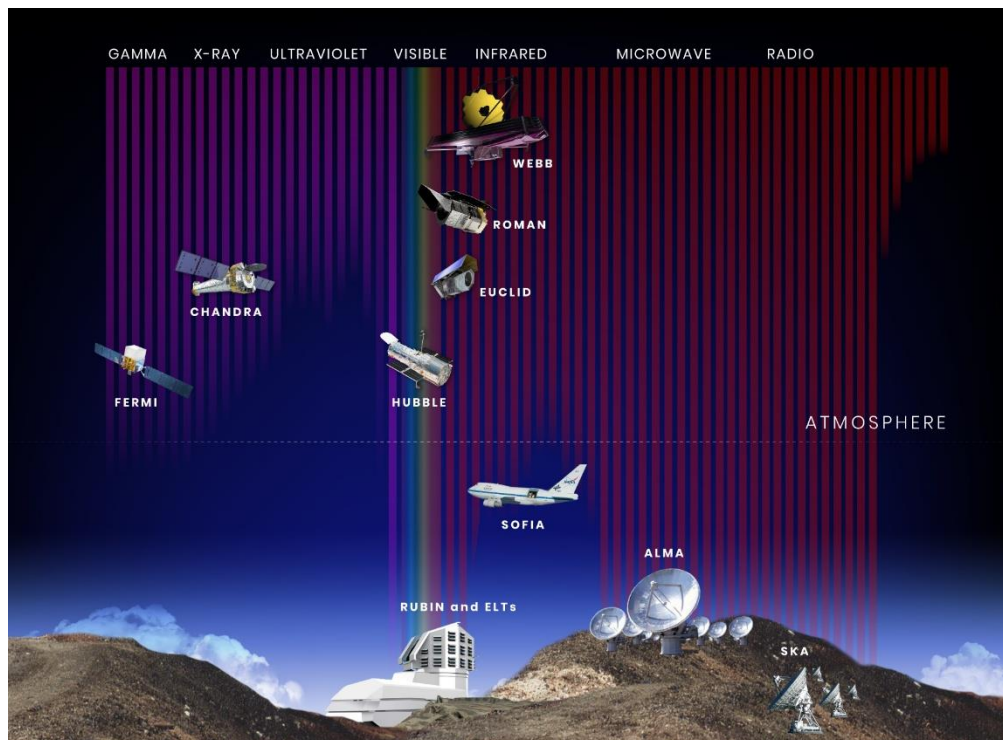 GAMMA X-RAY ULTRAVIOLET VISIBLE INFRARED MICROWAVE RADIO
WEBB
ROMAN
EUCLID
CHANDRA
FERMI
HUBBLE
ATMOSPHERE
SOFIA
ALMA
RUBIN and ELTs
SKA